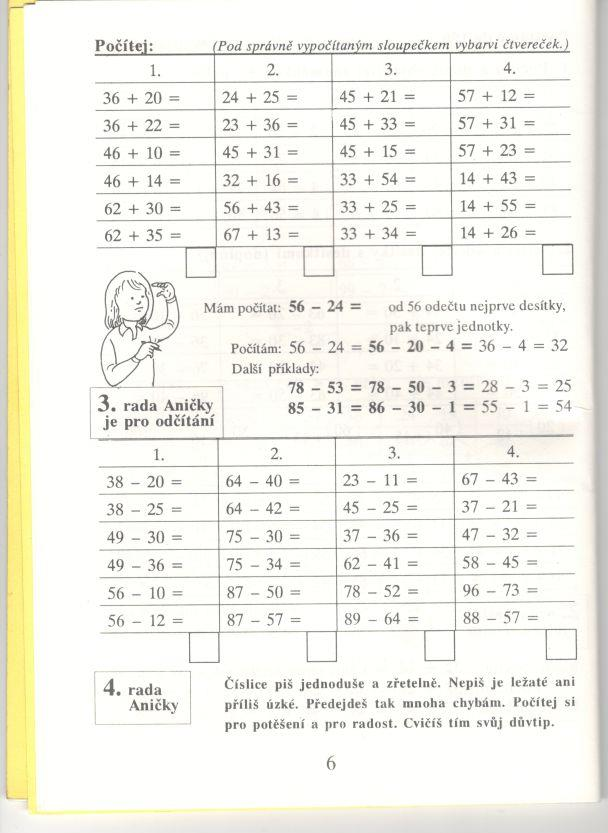 Počítej: (Pod správně vypočítaným sloupečkem vybarvi čtvereček.)
1. 2. 3. 4.
36 + 20 = 24 + 25 = 45 + 21 = 57 + 12 =
36 + 22 = 23 + 36 = 45 + 33 = 57 + 31 =
46 + 10 = 45 + 31 = 45 + 15 = 57 + 23 =
46 + 14 = 32 + 16 = 33 + 54 = 14 + 43 =
62 + 30 = 56 + 43 = 33 + 25 = 14 + 55 =
62 + 35 = 67 + 13 = 33 + 34 = 14 + 26 =
Mám počítat: 56 – 24 = od 56 odečtu nejprve desítky,
pak teprve jednotky.
Počítám: 56 – 24 = 56 – 20 – 4 = 36 – 4 = 32
Další příklady:
78 – 53 = 78 – 50 – 3 = 28 – 3 = 25
85 – 31 = 86 – 30 – 1 = 55 – 1 = 54
3. rada Aničky
je pro odčítání
1. 2. 3. 4.
38 – 20 = 64 – 40 = 23 – 11 = 67 – 43 =
38 – 25 = 64 – 42 = 45 – 25 = 37 – 21 =
49 – 30 = 75 – 30 = 37 – 36 = 47 – 32 =
49 – 36 = 75 – 34 = 62 – 41 = 58 – 45 =
56 – 10 = 87 – 50 = 78 – 52 = 96 – 73 =
56 – 12 = 87 – 57 = 89 – 64 = 88 – 57 =
4. rada
Aničky
Číslice piš jednoduše a zřetelně. Nepiš je ležaté ani
příliš úzké. Předejdeš tak mnoha chybám. Počítej si
pro potěšení a pro radost. Cvičíš tím svůj důvtip.
6